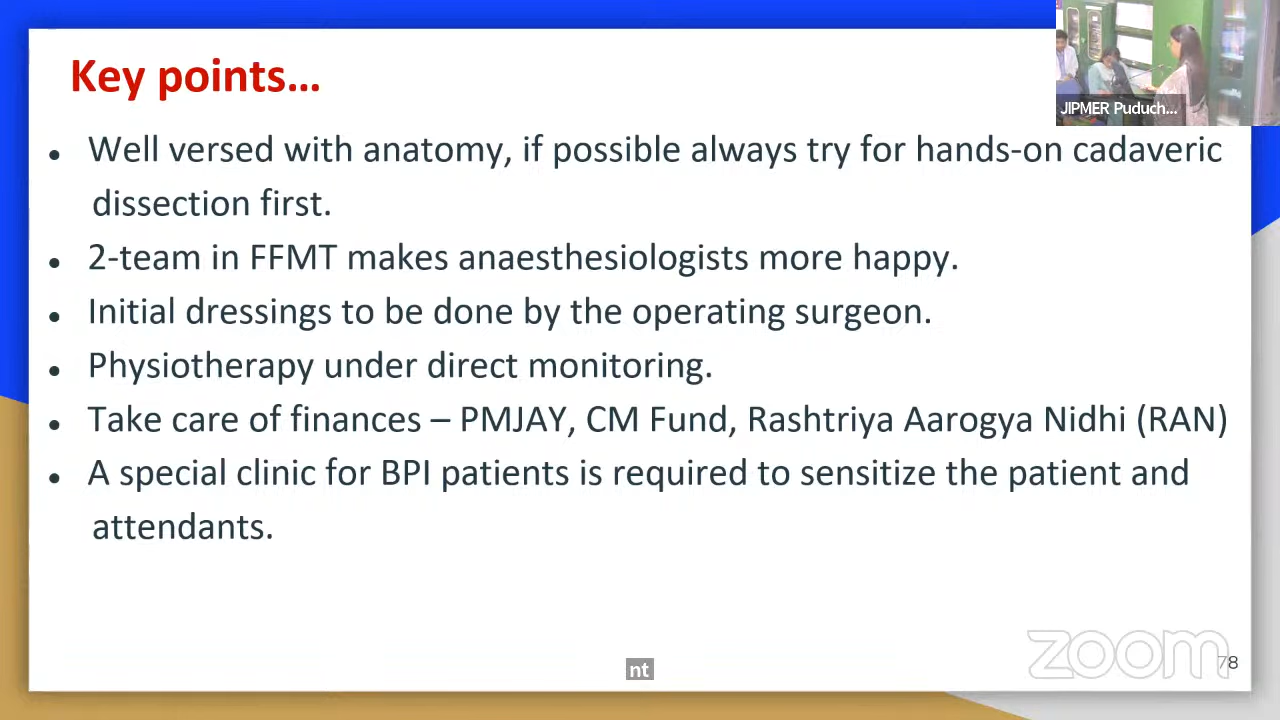 Key points...
JIPMER Puduch...
• Well versed with anatomy, if possible always try for hands-on cadaveric
dissection first.
• 2-team in FFMT makes anaesthesiologists more happy.
• Initial dressings to be done by the operating surgeon.
• Physiotherapy under direct monitoring.
• Take care of finances – PMJAY, CM Fund, Rashtriya Aarogya Nidhi (RAN)
• A special clinic for BPI patients is required to sensitize the patient and
attendants.
nt
zoom
78